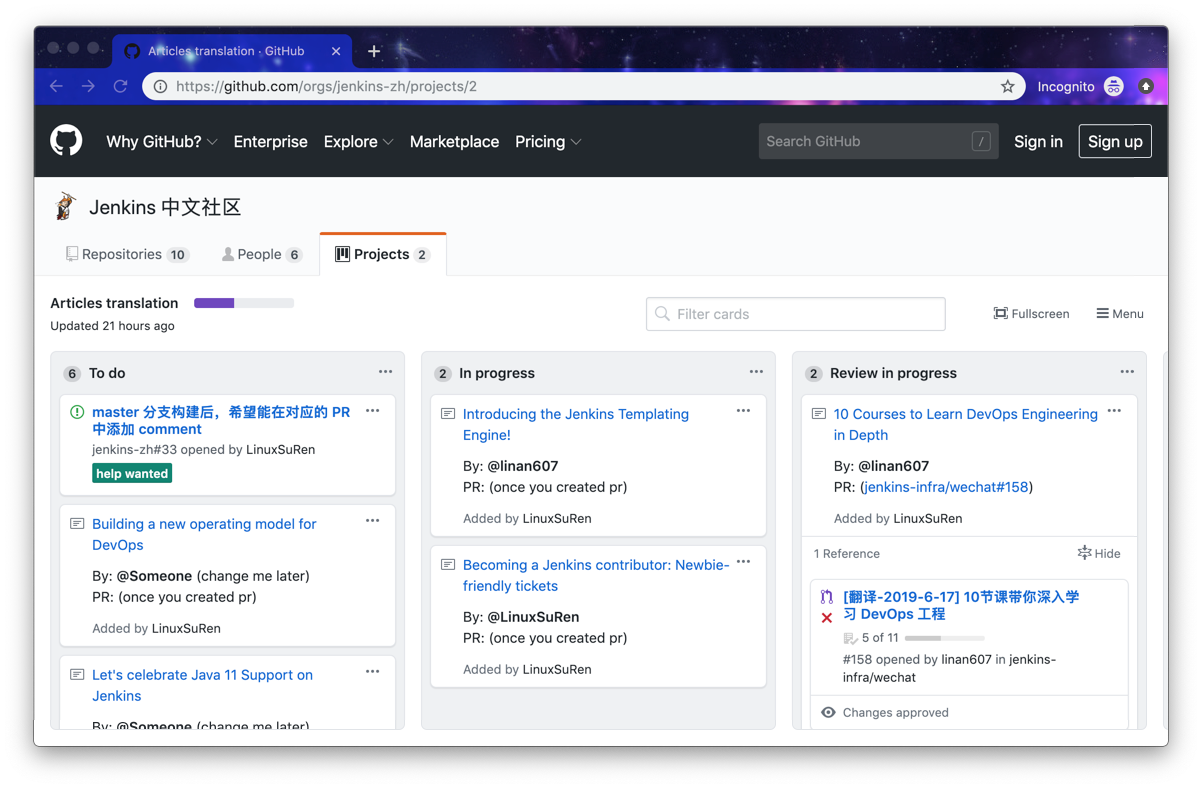 Articles translation · GitHub
https://github.com/orgs/jenkins-zh/projects/2
Incognito
Why GitHub?
Enterprise
Explore
Marketplace
Pricing
Search GitHub
/
Sign in
Sign up
Jenkins 中文社区
Repositories 10
People 6
Projects 2
Articles translation
Updated 21 hours ago
Filter cards
Fullscreen
Menu
6 To do
master 分支构建后，希望能在对应的 PR
中添加 comment
jenkins-zh#33 opened by LinuxSuRen
help wanted
Building a new operating model for
DevOps
By: @Someone (change me later)
PR: (once you created pr)
Added by LinuxSuRen
Let's celebrate Java 11 Support on
Jenkins
By: @Someone (change me later)
2 In progress
Introducing the Jenkins Templating
Engine!
By: @linan607
PR: (once you created pr)
Added by LinuxSuRen
Becoming a Jenkins contributor: Newbie-
friendly tickets
By: @LinuxSuRen
PR: (once you created pr)
Added by LinuxSuRen
2 Review in progress
10 Courses to Learn DevOps Engineering
in Depth
By: @linan607
PR: (jenkins-infra/wechat#158)
Added by LinuxSuRen
1 Reference
Hide
[翻译-2019-6-17] 10节课带你深入学
习 DevOps 工程
5 of 11
#158 opened by linan607 in jenkins-
infra/wechat
Changes approved